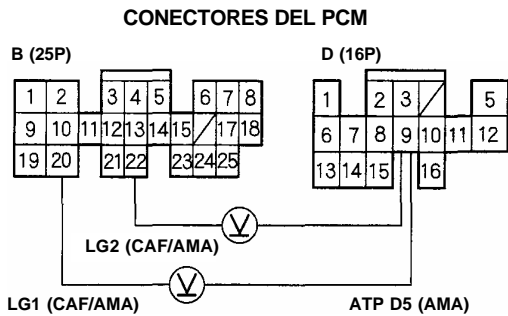 CONECTORES DEL PCM
B (25P) D (16P)
1 2 3 4 5 6 7 8 1 2 3 5
9 10 11 12 13 14 15 17 18 6 7 8 9 10 11 12
19 20 21 22 23 24 25 13 14 15 16
V
LG2 (CAF/AMA)
V
LG1 (CAF/AMA) ATP D5 (AMA)